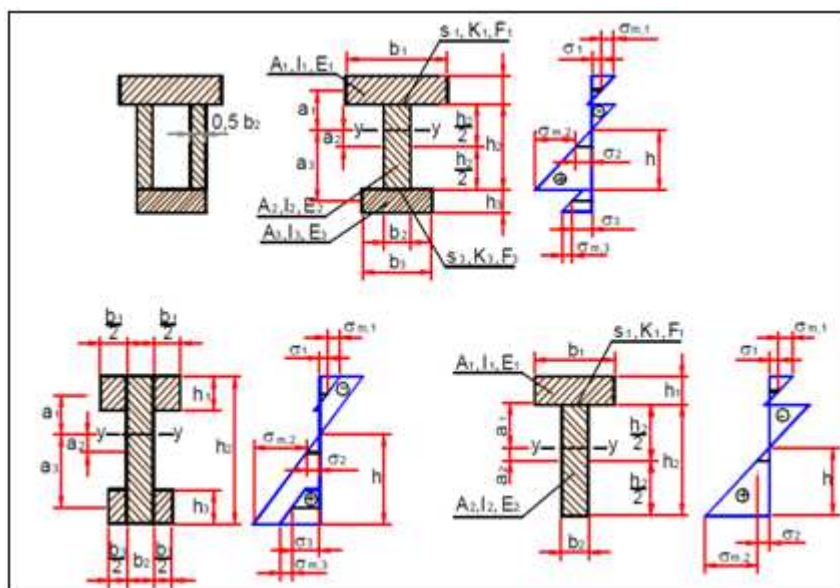 0,5 b₂
b₁
s₁, K₁, F₁
A₁, I₁, E₁
a₁
a₂
a₃
y y
h₂/2
h₂/2
h₂
h₃
A₂, I₂, E₂
A₃, I₃, E₃
b₂
b₃
s₃, K₃, F₃
σ₁
σm,1
σm,2
σ₂
h
σ₃
σm,3
b₁/2 b₁/2
a₁
a₂
a₃
y y
h₁
h₂
h₃
b₃/2 b₂ b₃/2
σ₁
σm,1
σm,2
σ₂
h
σ₃
σm,3
s₁, K₁, F₁
b₁
A₁, I₁, E₁
h₁
a₁
a₂
y y
h₂/2
h₂/2
h₂
A₂, I₂, E₂
b₂
σ₁
σm,1
h
σ₂
σm,2